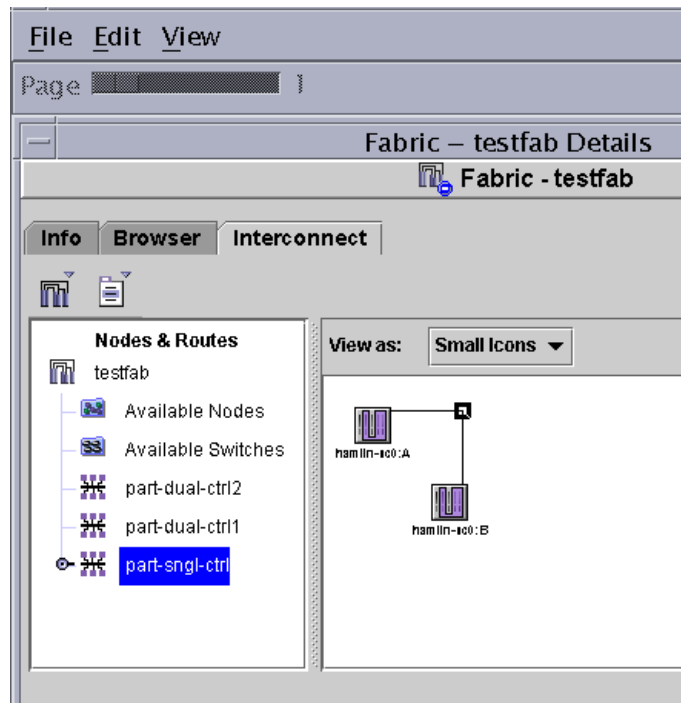 File Edit View
Page 1
Fabric – testfab Details
Fabric - testfab
Info Browser Interconnect
Nodes & Routes
testfab
Available Nodes
Available Switches
part-dual-ctrl2
part-dual-ctrl1
part-sngl-ctrl
View as: Small Icons
hamlin-sc0:A
hamlin-sc0:B